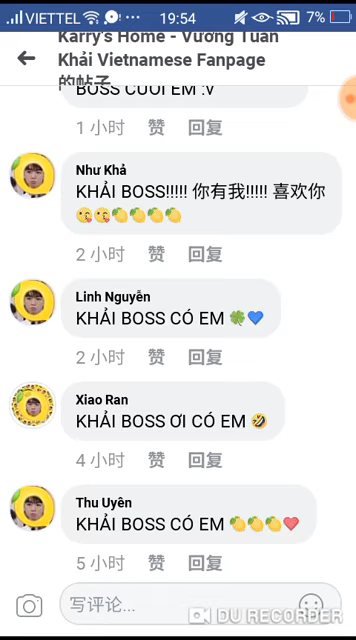 VIETTEL 19:54 7%
Karry's Home - Vương Tuấn
Khải Vietnamese Fanpage
的帖子
BOSS CƯỜI EM :V
1 小时 赞 回复
Như Khả
KHẢI BOSS!!!!! 你有我!!!!! 喜欢你
😘😘🍋🍋🍋🍋
2 小时 赞 回复
Linh Nguyễn
KHẢI BOSS CÓ EM 🍀💙
2 小时 赞 回复
Xiao Ran
KHẢI BOSS ƠI CÓ EM 🤣
4 小时 赞 回复
Thu Uyên
KHẢI BOSS CÓ EM 🍋🍋🍋❤️
5 小时 赞 回复
写评论...
DU RECORDER